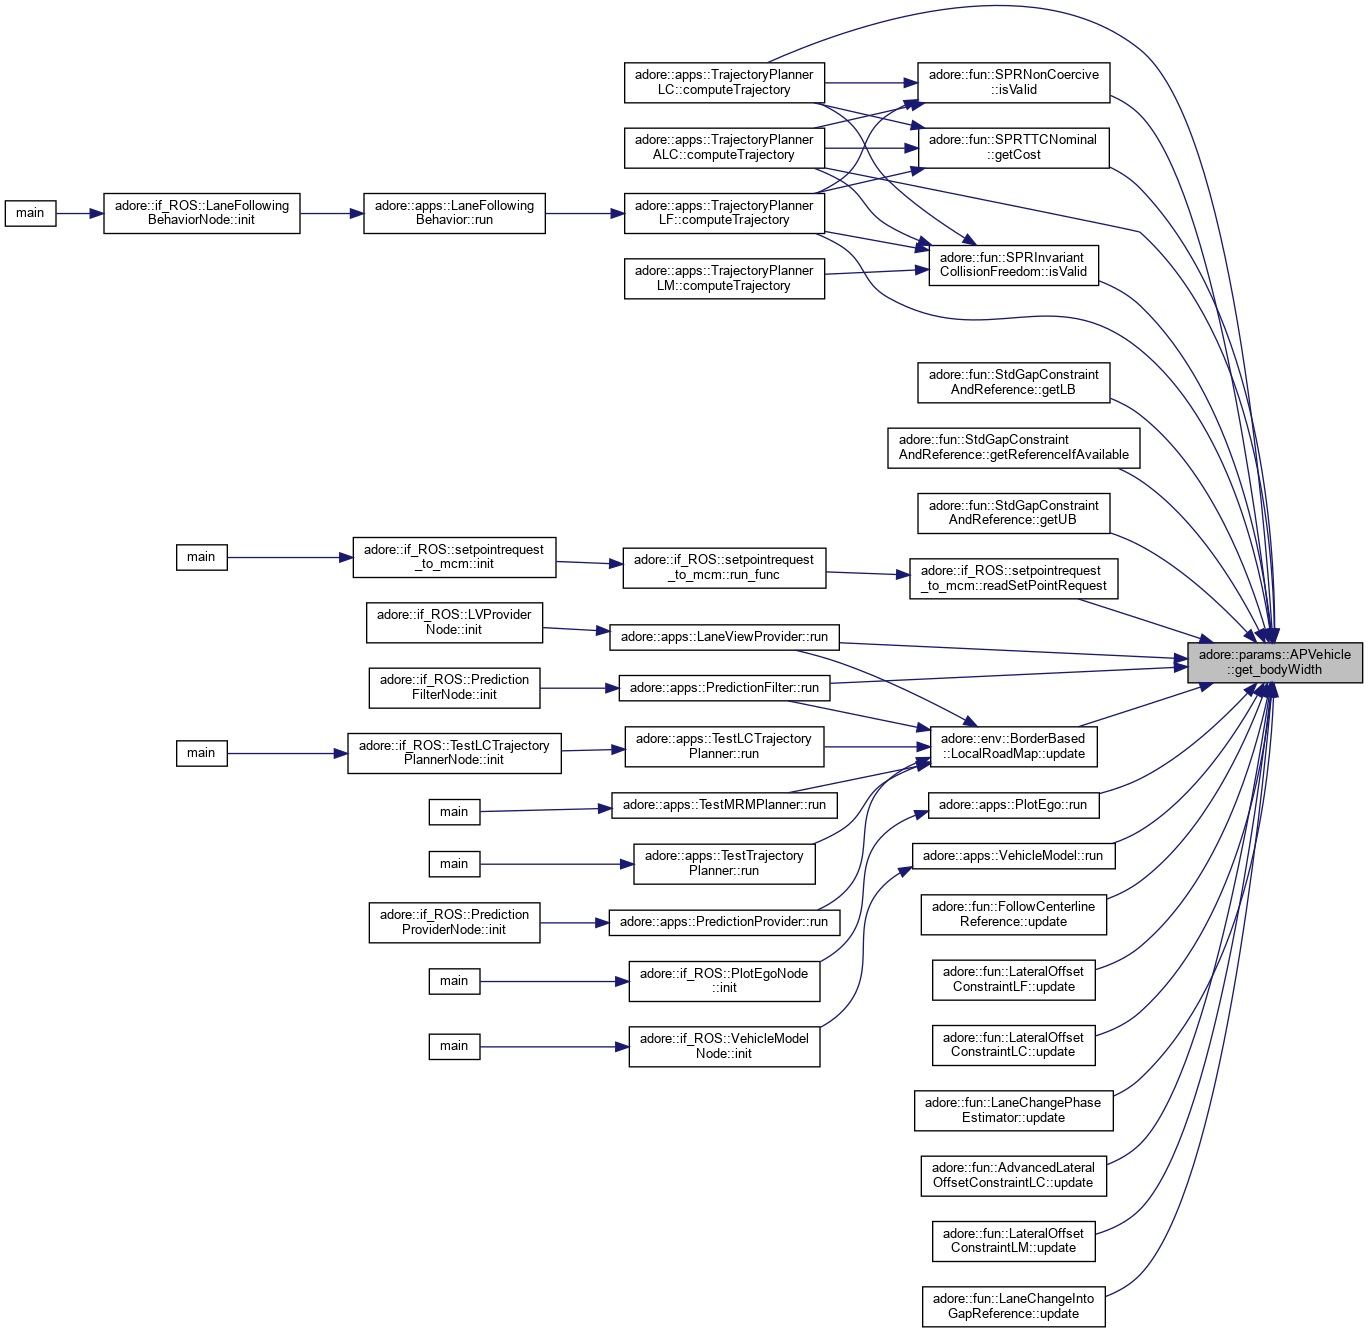 adore::apps::TrajectoryPlanner
LC::computeTrajectory
adore::fun::SPRNonCoercive
::isValid
adore::apps::TrajectoryPlanner
ALC::computeTrajectory
adore::fun::SPRTTCNominal
::getCost
main
adore::if_ROS::LaneFollowing
BehaviorNode::init
adore::apps::LaneFollowing
Behavior::run
adore::apps::TrajectoryPlanner
LF::computeTrajectory
adore::fun::SPRInvariant
CollisionFreedom::isValid
adore::apps::TrajectoryPlanner
LM::computeTrajectory
adore::fun::StdGapConstraint
AndReference::getLB
adore::fun::StdGapConstraint
AndReference::getReferenceIfAvailable
adore::fun::StdGapConstraint
AndReference::getUB
main
adore::if_ROS::setpointrequest
_to_mcm::init
adore::if_ROS::setpointrequest
_to_mcm::run_func
adore::if_ROS::setpointrequest
_to_mcm::readSetPointRequest
adore::if_ROS::LVProvider
Node::init
adore::apps::LaneViewProvider::run
adore::params::APVehicle
::get_bodyWidth
adore::if_ROS::Prediction
FilterNode::init
adore::apps::PredictionFilter::run
main
adore::if_ROS::TestLCTrajectory
PlannerNode::init
adore::apps::TestLCTrajectory
Planner::run
adore::env::BorderBased
::LocalRoadMap::update
main
adore::apps::TestMRMPlanner::run
adore::apps::PlotEgo::run
main
adore::apps::TestTrajectory
Planner::run
adore::apps::VehicleModel::run
adore::if_ROS::Prediction
ProviderNode::init
adore::apps::PredictionProvider::run
adore::fun::FollowCenterline
Reference::update
main
adore::if_ROS::PlotEgoNode
::init
adore::fun::LateralOffset
ConstraintLF::update
main
adore::if_ROS::VehicleModel
Node::init
adore::fun::LateralOffset
ConstraintLC::update
adore::fun::LaneChangePhase
Estimator::update
adore::fun::AdvancedLateral
OffsetConstraintLC::update
adore::fun::LateralOffset
ConstraintLM::update
adore::fun::LaneChangeInto
GapReference::update